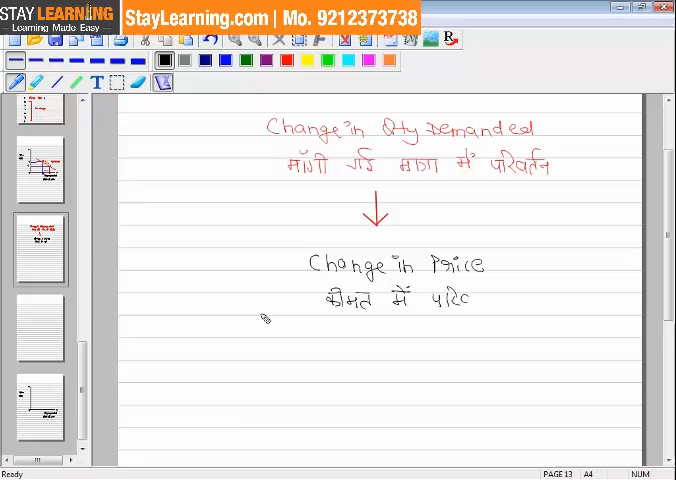 STAY LEARNING
Learning Made Easy
StayLearning.com | Mo. 9212373738
Change in Qty Demanded
माँगी गई मात्रा में परिवर्तन
Change in Price
कीमत में परिव
Ready
PAGE 13
A4
NUM